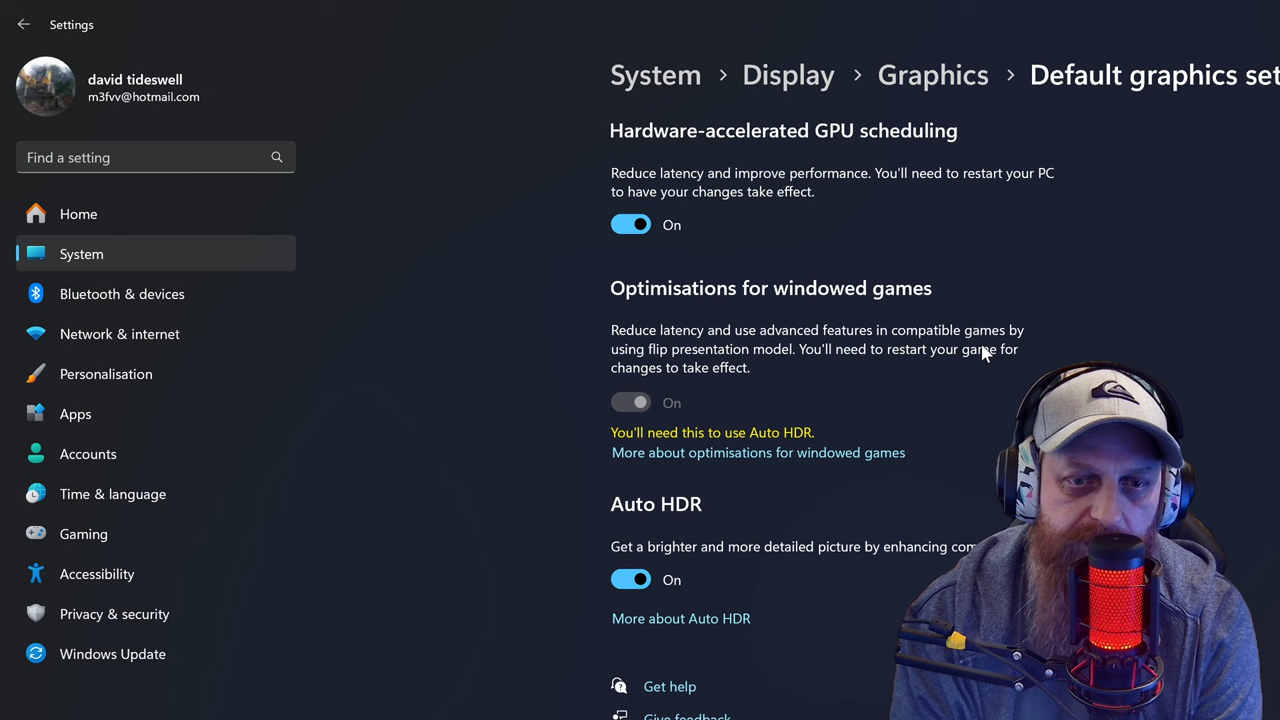 Settings
david tideswell
m3fvv@hotmail.com
Find a setting
Home
System
Bluetooth & devices
Network & internet
Personalisation
Apps
Accounts
Time & language
Gaming
Accessibility
Privacy & security
Windows Update
System > Display > Graphics > Default graphics set
Hardware-accelerated GPU scheduling
Reduce latency and improve performance. You'll need to restart your PC
to have your changes take effect.
On
Optimisations for windowed games
Reduce latency and use advanced features in compatible games by
using flip presentation model. You'll need to restart your game for
changes to take effect.
On
You'll need this to use Auto HDR.
More about optimisations for windowed games
Auto HDR
Get a brighter and more detailed picture by enhancing com
On
More about Auto HDR
Get help
Give feedback